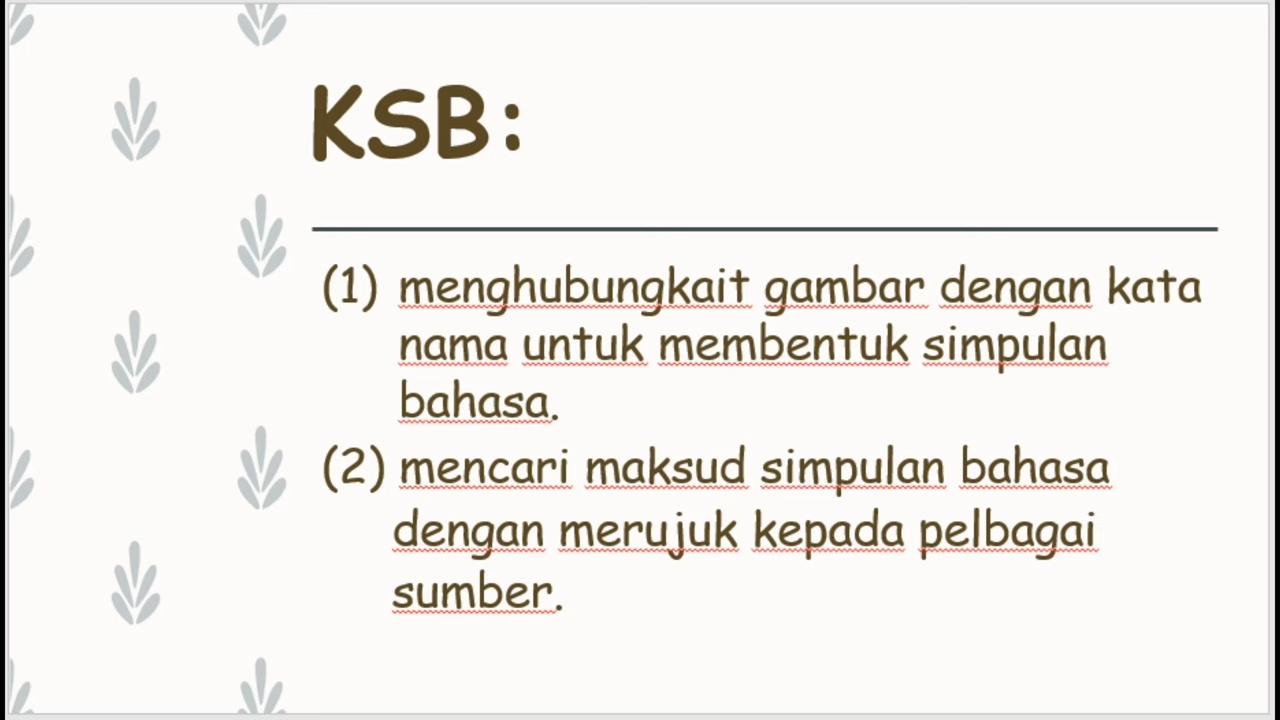 KSB:
(1) menghubungkait gambar dengan kata
nama untuk membentuk simpulan
bahasa.
(2) mencari maksud simpulan bahasa
dengan merujuk kepada pelbagai
sumber.